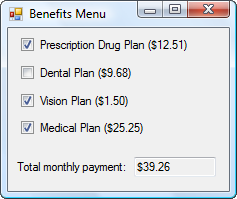 Benefits Menu
Prescription Drug Plan ($12.51)
Dental Plan ($9.68)
Vision Plan ($1.50)
Medical Plan ($25.25)
Total monthly payment: $39.26